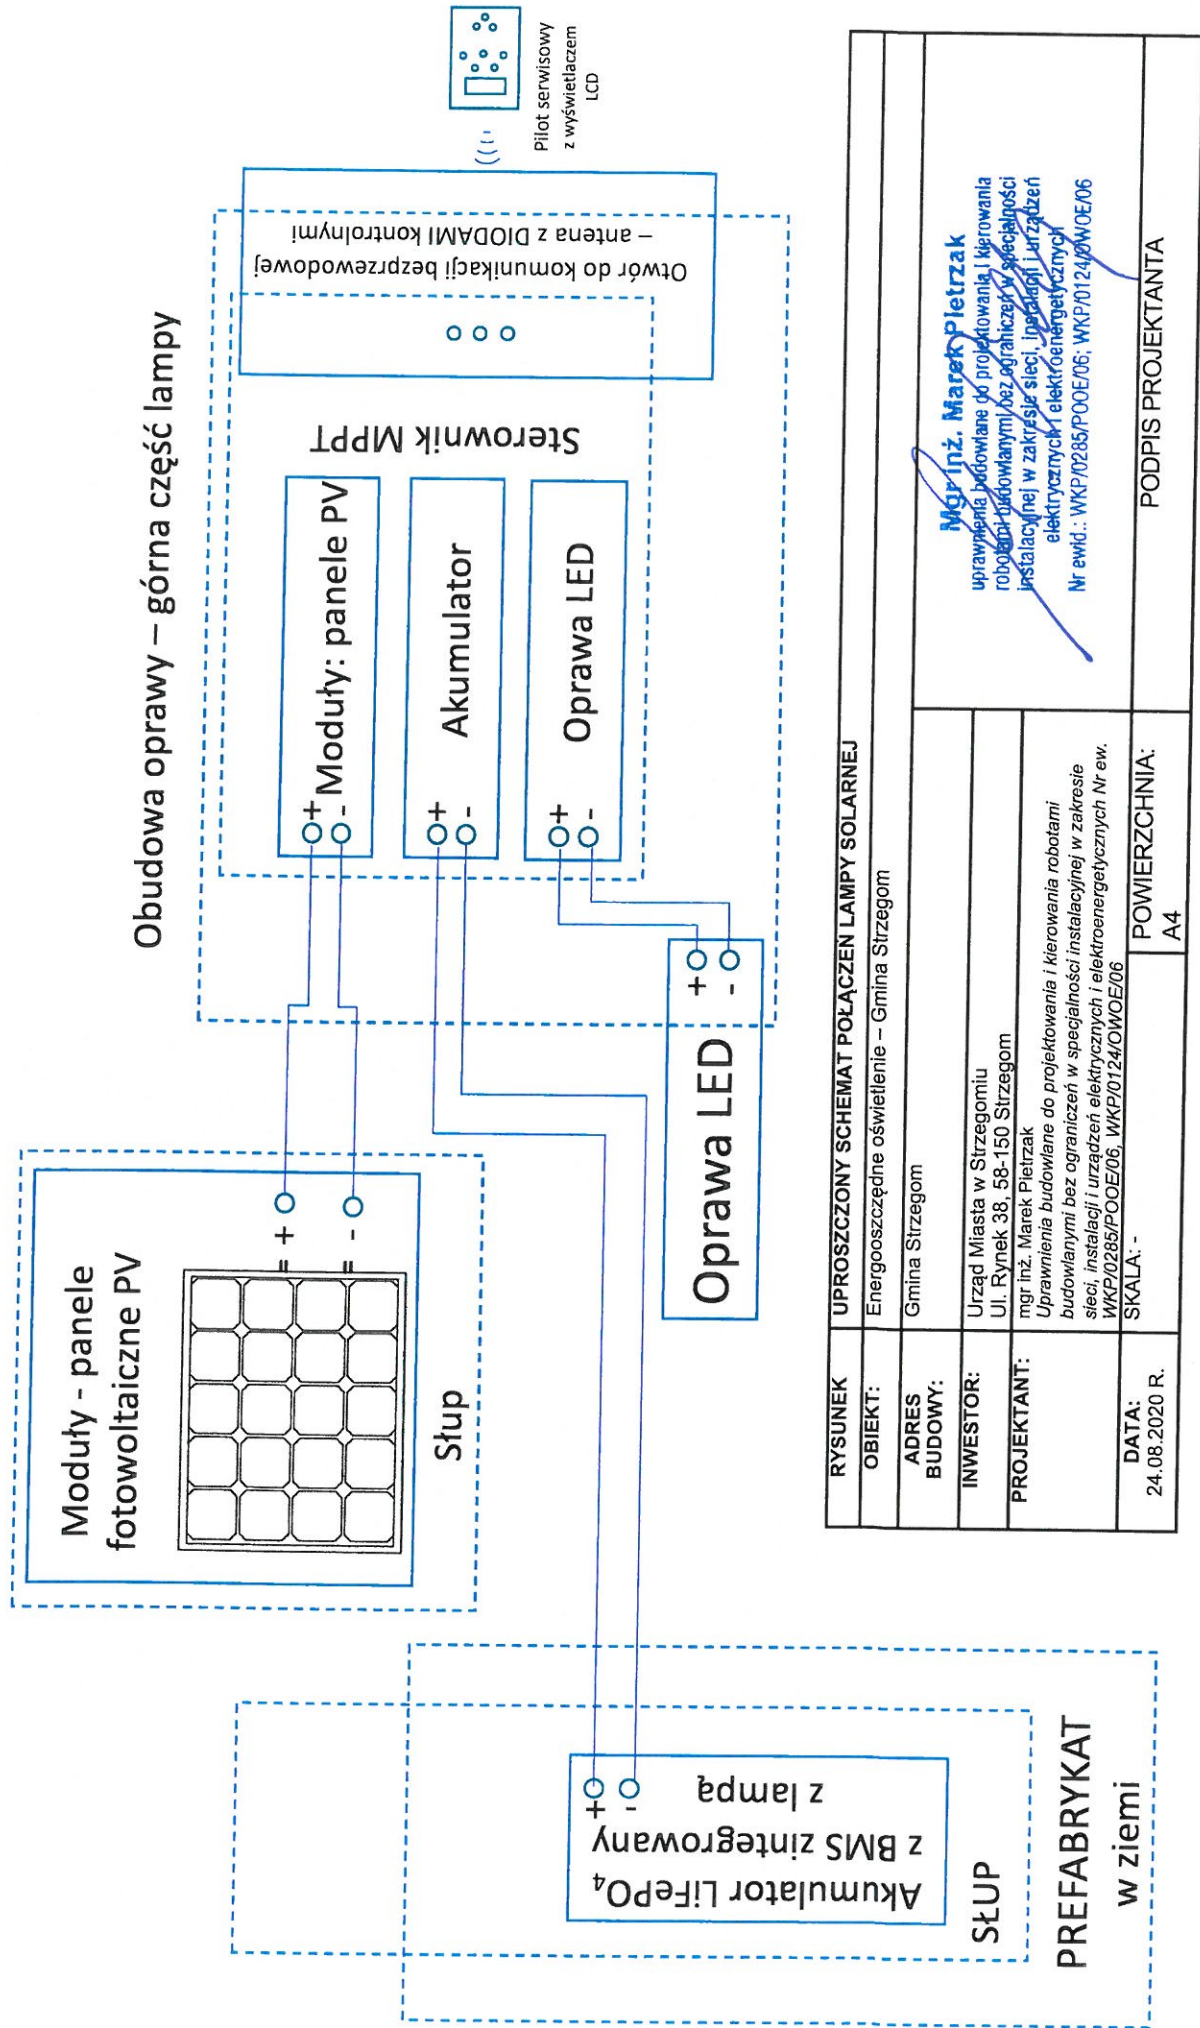 Obudowa oprawy – górna część lampy
Moduły - panele
fotowoltaiczne PV
+
-
Słup
+
-
Moduły: panele PV
+
-
Akumulator
+
-
Oprawa LED
Sterownik MPPT
Otwór do komunikacji bezprzewodowej
– antena z DIODAMI kontrolnymi
Pilot serwisowy
z wyświetlaczem
LCD
Oprawa LED
+
-
Akumulator LiFePO₄
z BMS zintegrowany
z lampą
+
-
SŁUP
PREFABRYKAT
w ziemi
RYSUNEK UPROSZCZONY SCHEMAT POŁĄCZEŃ LAMPY SOLARNEJ
OBIEKT: Energooszczędne oświetlenie – Gmina Strzegom
ADRES
BUDOWY:
Gmina Strzegom
INWESTOR: Urząd Miasta w Strzegomiu
Ul. Rynek 38, 58-150 Strzegom
PROJEKTANT: mgr inż. Marek Pietrzak
Uprawnienia budowlane do projektowania i kierowania robotami
budowlanymi bez ograniczeń w specjalności instalacyjnej w zakresie
sieci, instalacji i urządzeń elektrycznych i elektroenergetycznych Nr ew.
WKP/0285/POOE/06, WKP/0124/OWOE/06
Mgr inż. Marek Pietrzak
uprawnienia budowlane do projektowania i kierowania
robotami budowlanymi bez ograniczeń w specjalności
instalacyjnej w zakresie sieci, instalacji i urządzeń
elektrycznych i elektroenergetycznych
Nr ewid.: WKP/0285/POOE/06; WKP/0124/OWOE/06
DATA:
24.08.2020 R.
SKALA: -
POWIERZCHNIA:
A4
PODPIS PROJEKTANTA